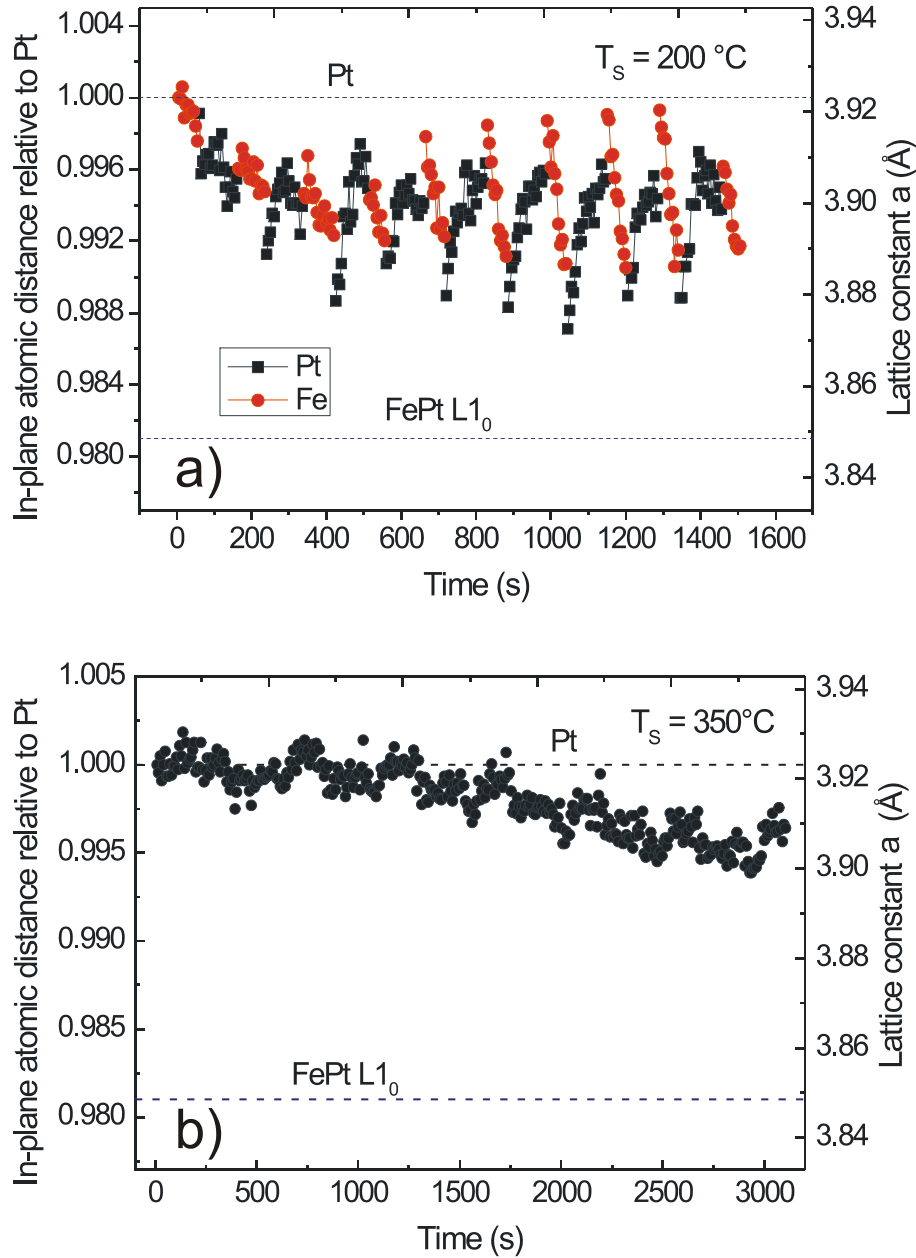 In-plane atomic distance relative to Pt
1.004
1.000
0.996
0.992
0.988
0.984
0.980
Pt
T_S = 200 °C
3.94
3.92
3.90
3.88
3.86
3.84
Lattice constant a (Å)
Pt
Fe
FePt L1₀
a)
0 200 400 600 800 1000 1200 1400 1600
Time (s)
In-plane atomic distance relative to Pt
1.005
1.000
0.995
0.990
0.985
0.980
Pt
T_S = 350°C
3.94
3.92
3.90
3.88
3.86
3.84
Lattice constant a (Å)
FePt L1₀
b)
0 500 1000 1500 2000 2500 3000
Time (s)